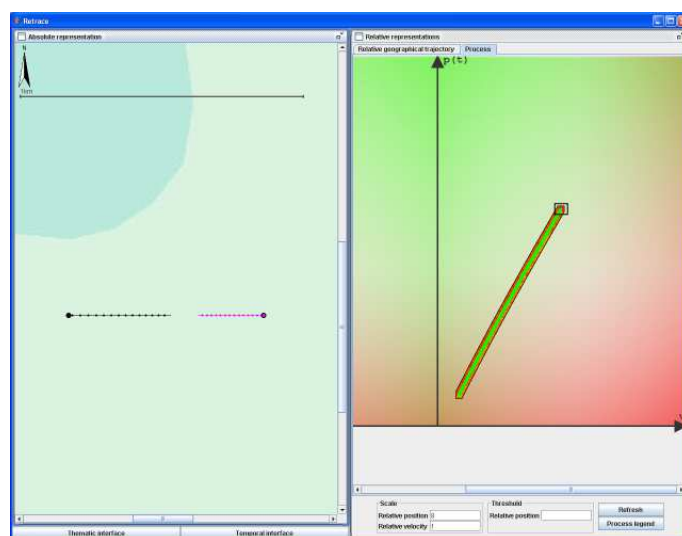 Retrace
Absolute representation
N
1km
Thematic interface
Temporal interface
Relative representations
Relative geographical trajectory
Process
p(t)
Scale
Relative position 0
Relative velocity
Threshold
Relative position
Refresh
Process legend